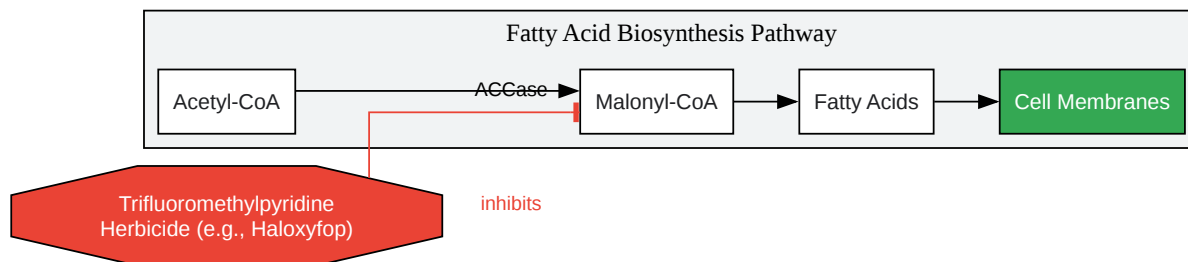 Fatty Acid Biosynthesis Pathway
Acetyl-CoA
ACCase
Malonyl-CoA
Fatty Acids
Cell Membranes
Trifluoromethylpyridine
Herbicide (e.g., Haloxyfop)
inhibits